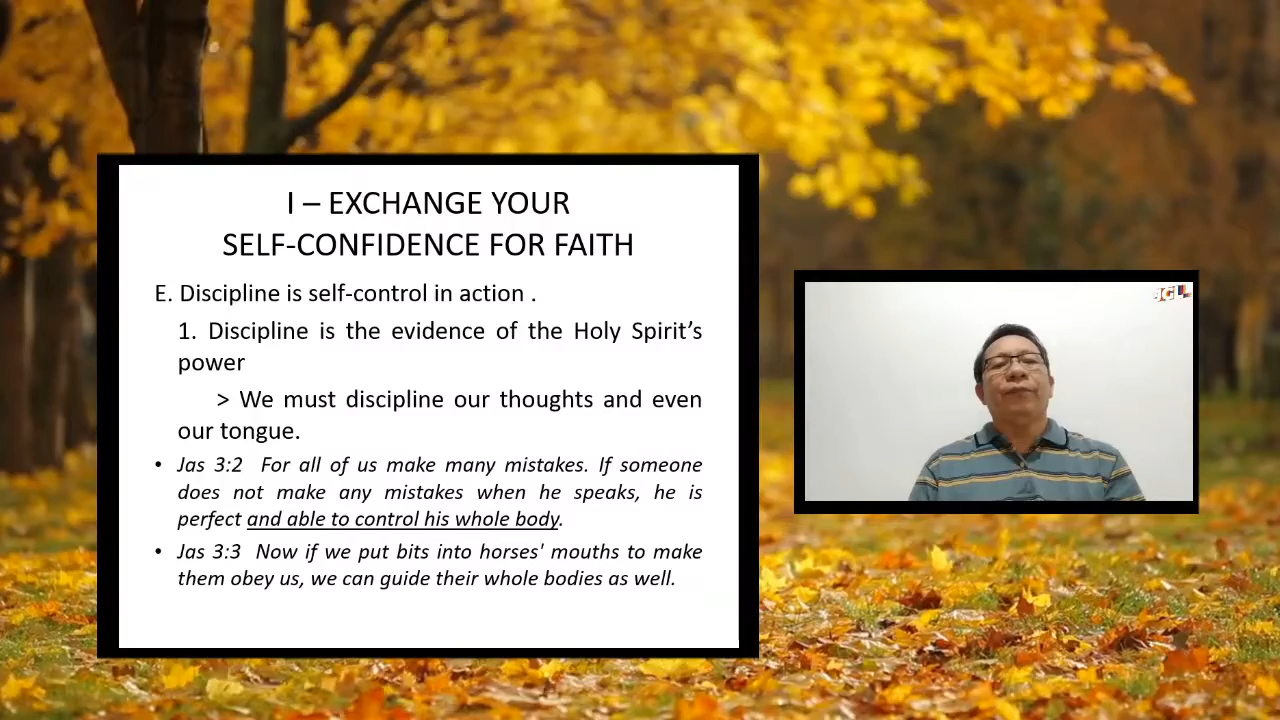 I – EXCHANGE YOUR
SELF-CONFIDENCE FOR FAITH
E. Discipline is self-control in action .
1. Discipline is the evidence of the Holy Spirit’s
power
> We must discipline our thoughts and even
our tongue.
• Jas 3:2 For all of us make many mistakes. If someone
does not make any mistakes when he speaks, he is
perfect and able to control his whole body.
• Jas 3:3 Now if we put bits into horses' mouths to make
them obey us, we can guide their whole bodies as well.